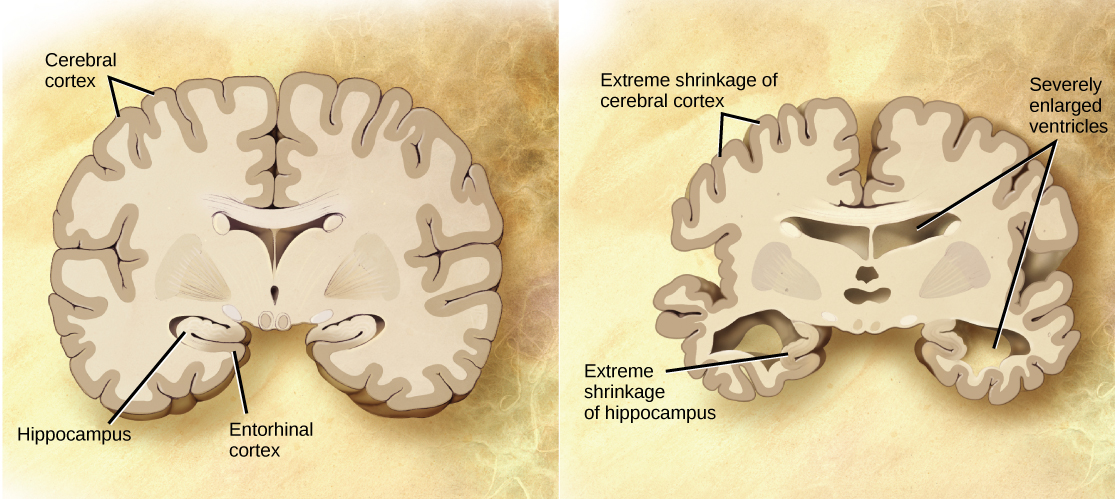 Cerebral
cortex
Hippocampus
Entorhinal
cortex
Extreme shrinkage of
cerebral cortex
Severely
enlarged
ventricles
Extreme
shrinkage
of hippocampus